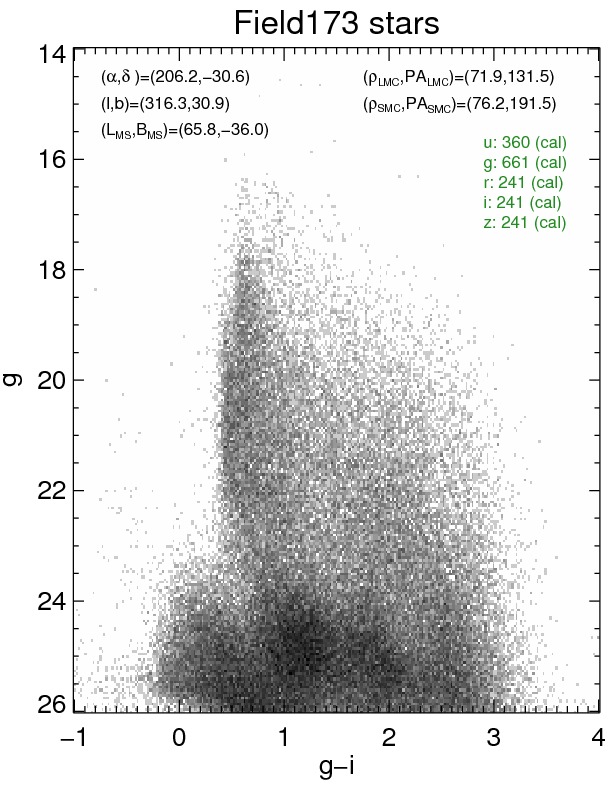 Field173 stars
(α,δ)=(206.2,−30.6)
(ρLMC,PALMC)=(71.9,131.5)
(l,b)=(316.3,30.9)
(ρSMC,PASMC)=(76.2,191.5)
(LMS,BMS)=(65.8,−36.0)
u: 360 (cal)
g: 661 (cal)
r: 241 (cal)
i: 241 (cal)
z: 241 (cal)
14
16
18
20
22
24
26
g
−1
0
1
2
3
4
g−i